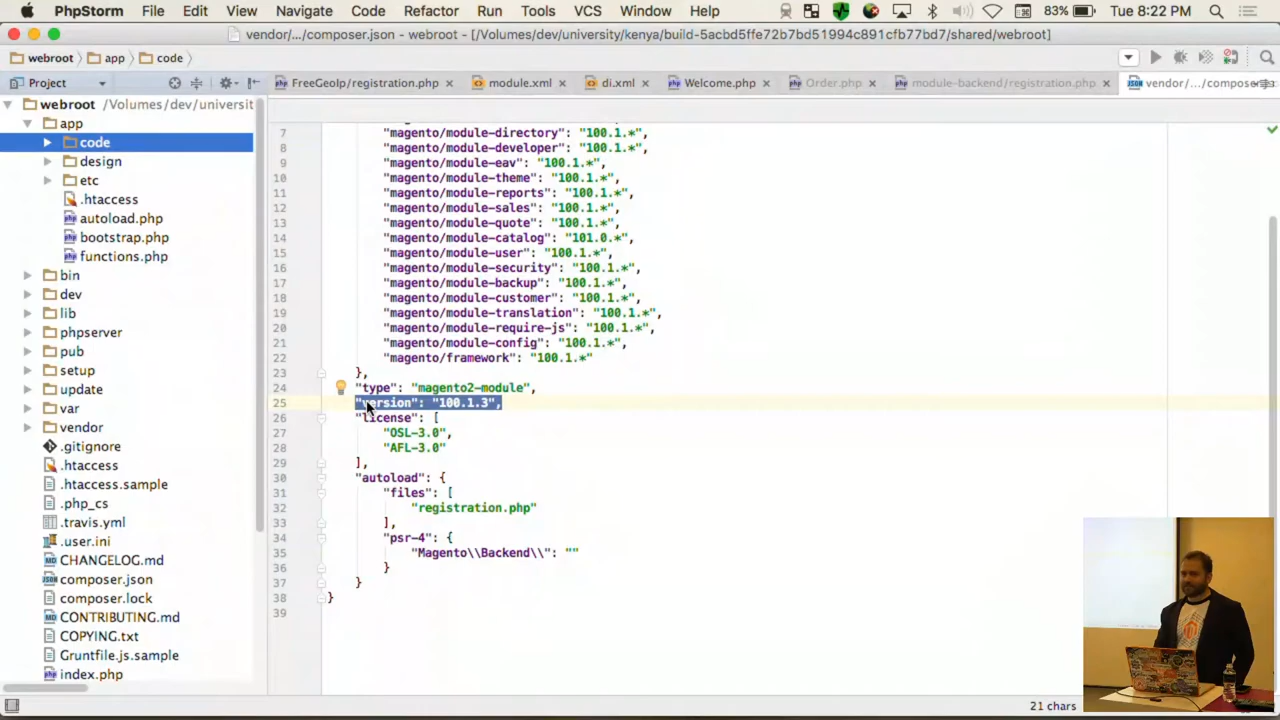 PhpStorm File Edit View Navigate Code Refactor Run Tools VCS Window Help 83% Tue 8:22 PM
vendor/.../composer.json - webroot - [/Volumes/dev/university/kenya/build-5acbd5ffe72b7bd51994c891cb77bd7/shared/webroot]
webroot app code
Project
FreeGeoIp/registration.php module.xml di.xml Welcome.php Order.php module-backend/registration.php vendor/.../composer
webroot /Volumes/dev/universit
app
code
design
etc
.htaccess
autoload.php
bootstrap.php
functions.php
bin
dev
lib
phpserver
pub
setup
update
var
vendor
.gitignore
.htaccess
.htaccess.sample
.php_cs
.travis.yml
.user.ini
CHANGELOG.md
composer.json
composer.lock
CONTRIBUTING.md
COPYING.txt
Gruntfile.js.sample
index.php
7 "magento/module-directory": "100.1.*",
8 "magento/module-developer": "100.1.*",
9 "magento/module-eav": "100.1.*",
10 "magento/module-theme": "100.1.*",
11 "magento/module-reports": "100.1.*",
12 "magento/module-sales": "100.1.*",
13 "magento/module-quote": "100.1.*",
14 "magento/module-catalog": "101.0.*",
15 "magento/module-user": "100.1.*",
16 "magento/module-security": "100.1.*",
17 "magento/module-backup": "100.1.*",
18 "magento/module-customer": "100.1.*",
19 "magento/module-translation": "100.1.*",
20 "magento/module-require-js": "100.1.*",
21 "magento/module-config": "100.1.*",
22 "magento/framework": "100.1.*"
23 },
24 "type": "magento2-module",
25 "version": "100.1.3",
26 "license": [
27 "OSL-3.0",
28 "AFL-3.0"
29 ],
30 "autoload": {
31 "files": [
32 "registration.php"
33 ],
34 "psr-4": {
35 "Magento\\Backend\\": ""
36 }
37 }
38 }
39
21 chars